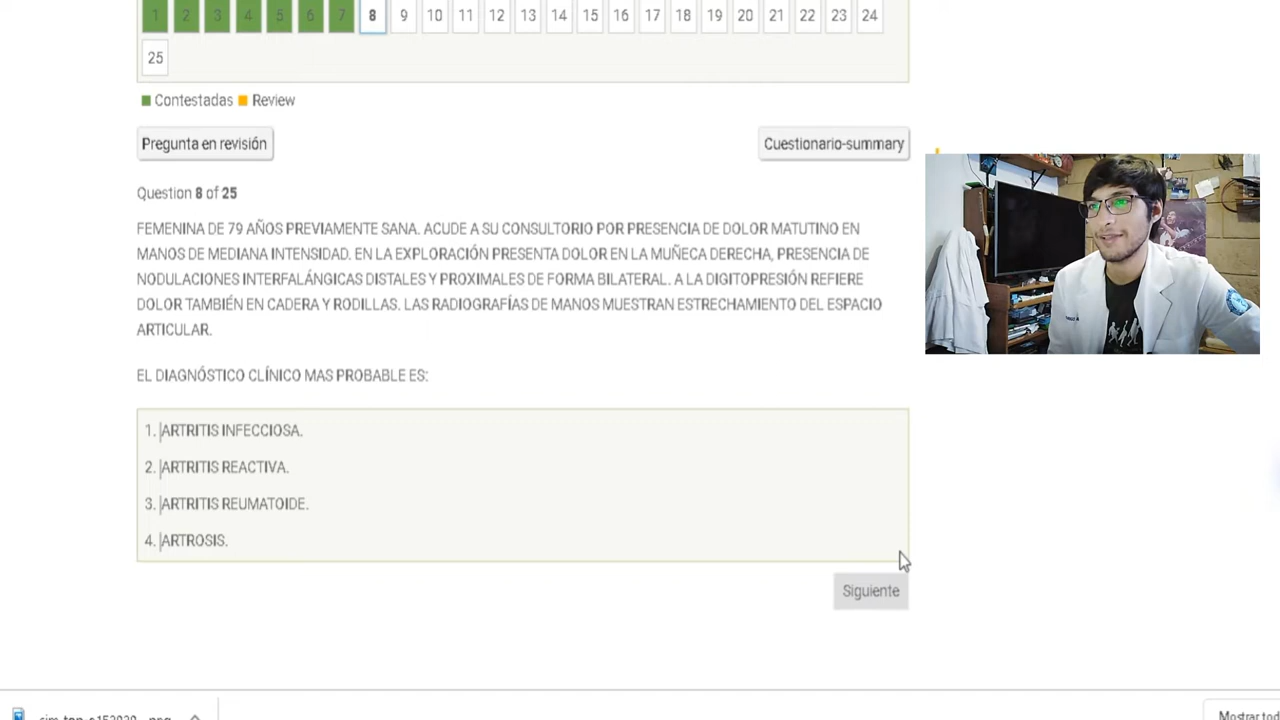 1 2 3 4 5 6 7 8 9 10 11 12 13 14 15 16 17 18 19 20 21 22 23 24
25
Contestadas Review
Pregunta en revisión Cuestionario-summary
Question 8 of 25
FEMENINA DE 79 AÑOS PREVIAMENTE SANA. ACUDE A SU CONSULTORIO POR PRESENCIA DE DOLOR MATUTINO EN
MANOS DE MEDIANA INTENSIDAD. EN LA EXPLORACIÓN PRESENTA DOLOR EN LA MUÑECA DERECHA, PRESENCIA DE
NODULACIONES INTERFALÁNGICAS DISTALES Y PROXIMALES DE FORMA BILATERAL. A LA DIGITOPRESIÓN REFIERE
DOLOR TAMBIÉN EN CADERA Y RODILLAS. LAS RADIOGRAFÍAS DE MANOS MUESTRAN ESTRECHAMIENTO DEL ESPACIO
ARTICULAR.
EL DIAGNÓSTICO CLÍNICO MAS PROBABLE ES:
1. ARTRITIS INFECCIOSA.
2. ARTRITIS REACTIVA.
3. ARTRITIS REUMATOIDE.
4. ARTROSIS.
Siguiente
Mostrar tod